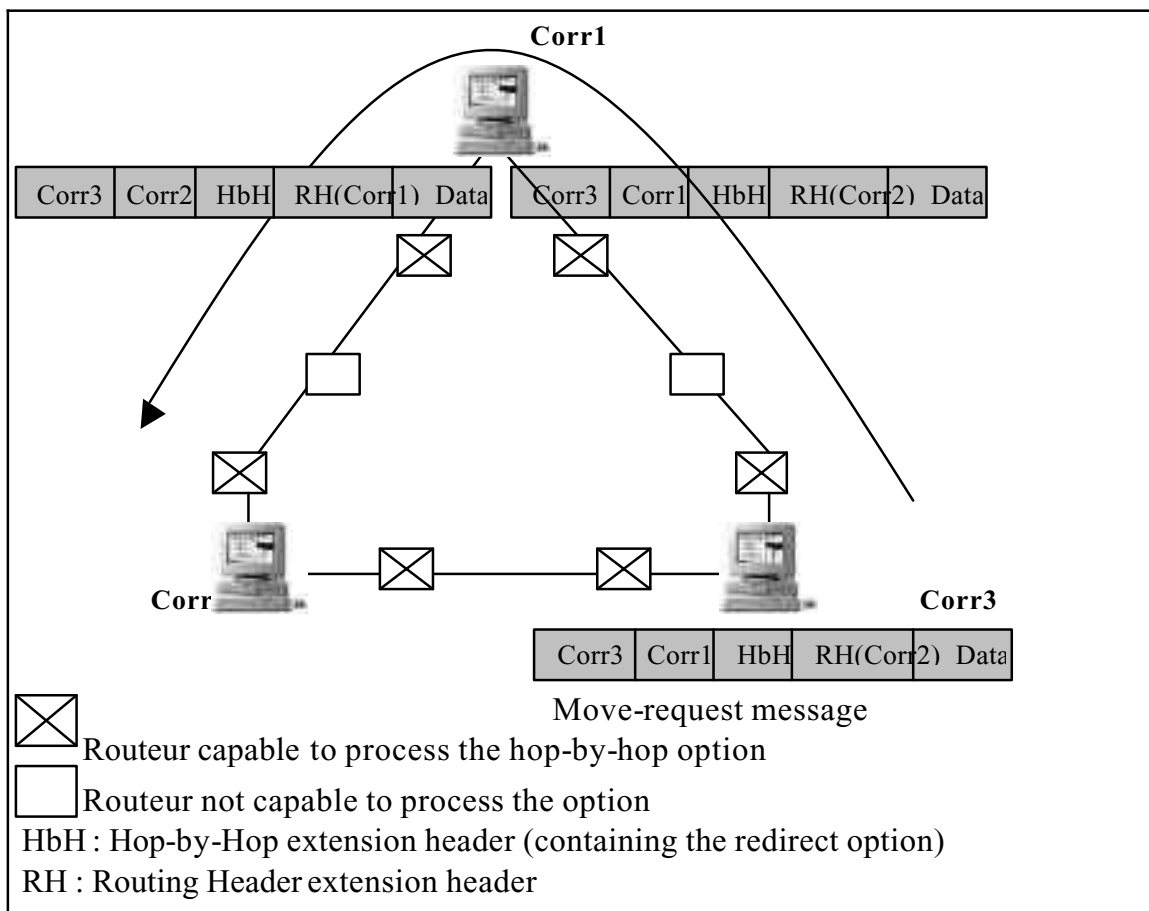 Corr1
Corr3 Corr2 HbH RH(Corr1) Data
Corr3 Corr1 HbH RH(Corr2) Data
Corr
Corr3
Corr3 Corr1 HbH RH(Corr2) Data
Move-request message
Routeur capable to process the hop-by-hop option
Routeur not capable to process the option
HbH : Hop-by-Hop extension header (containing the redirect option)
RH : Routing Header extension header